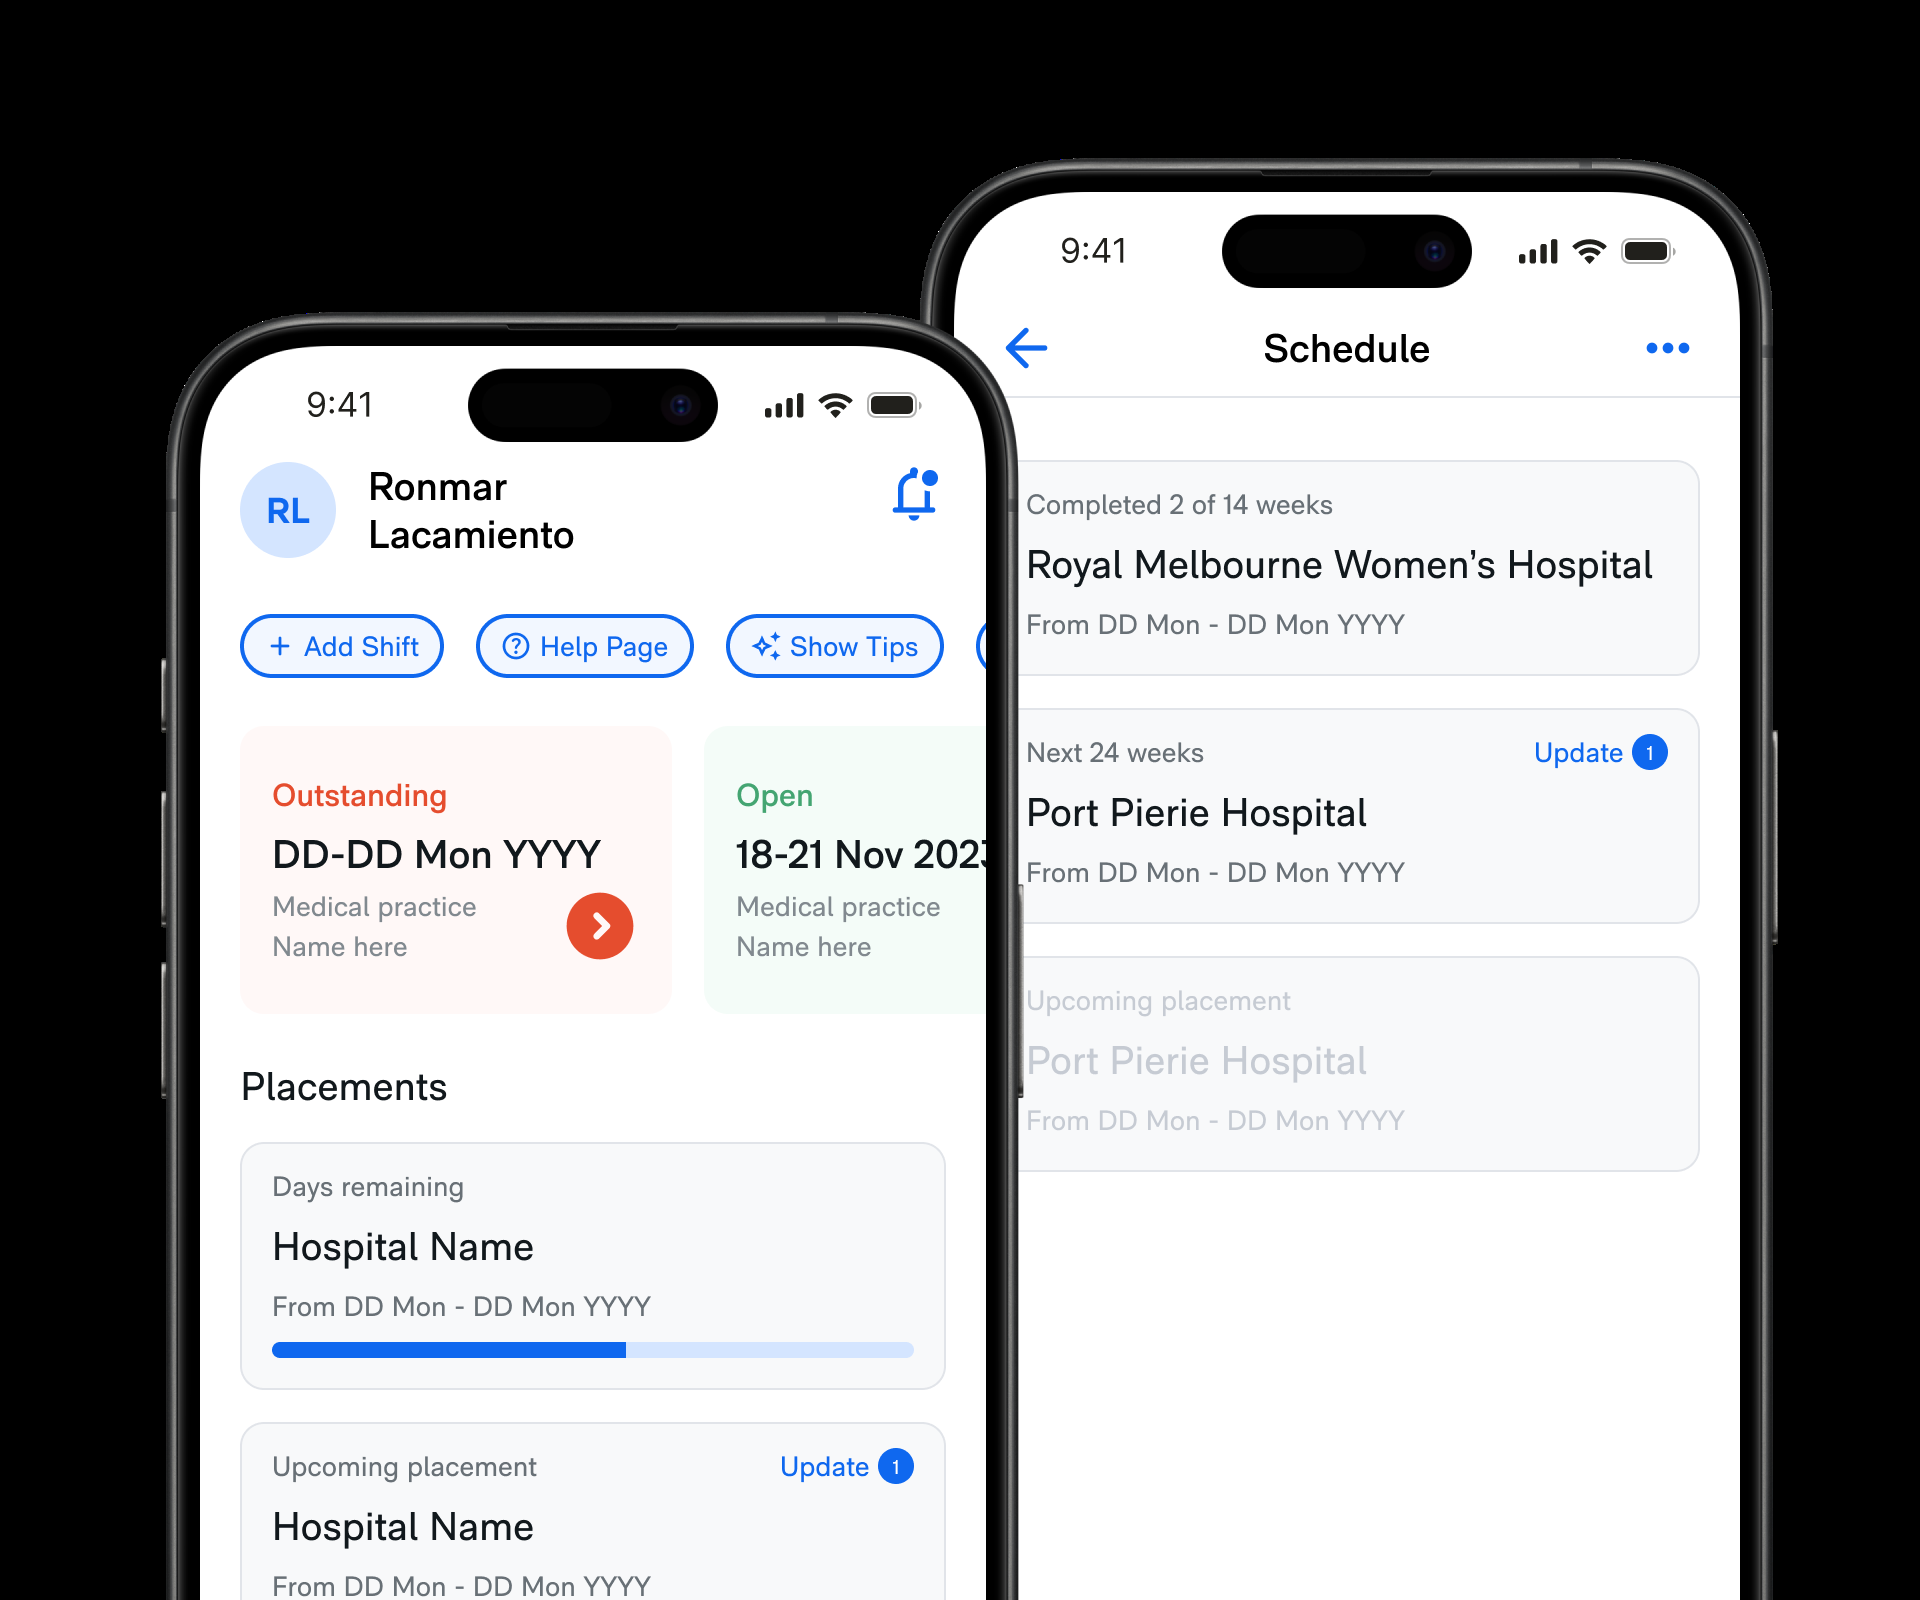 9:41
Ronmar
Lacamiento
RL
Add Shift
Help Page
Show Tips
Outstanding
DD-DD Mon YYYY
Medical practice
Name here
Open
18-21 Nov 2023
Medical practice
Name here
Placements
Days remaining
Hospital Name
From DD Mon - DD Mon YYYY
Upcoming placement
Update 1
Hospital Name
From DD Mon - DD Mon YYYY
9:41
Schedule
Completed 2 of 14 weeks
Royal Melbourne Women’s Hospital
From DD Mon - DD Mon YYYY
Next 24 weeks
Update 1
Port Pierie Hospital
From DD Mon - DD Mon YYYY
Upcoming placement
Port Pierie Hospital
From DD Mon - DD Mon YYYY